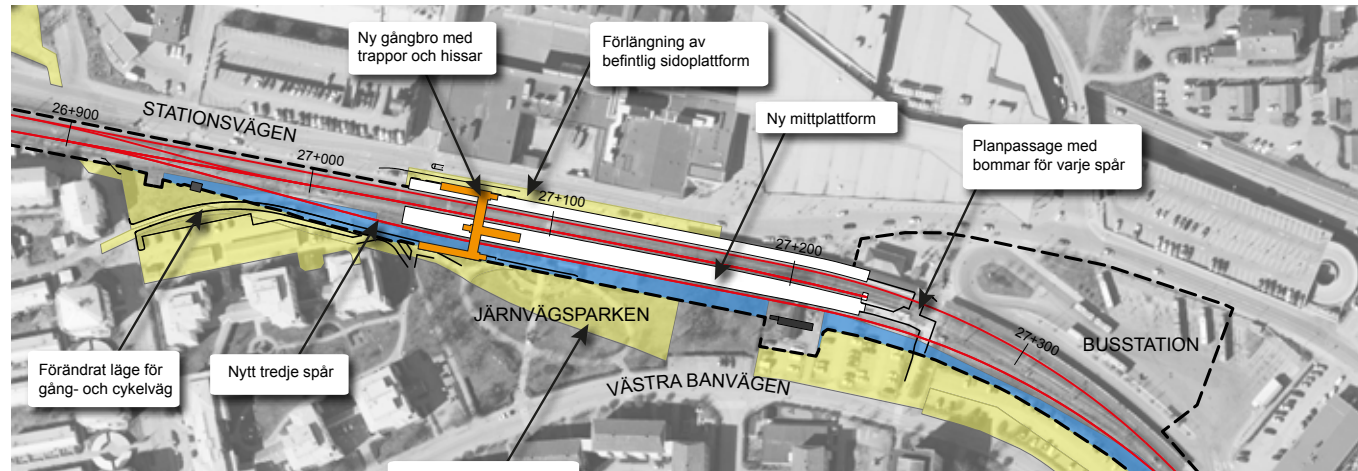 Ny gångbro med
trappor och hissar
Förlängning av
befintlig sidoplattform
Ny mittplattform
Planpassage med
bommar för varje spår
26+900
STATIONSVÄGEN
27+000
27+100
27+200
27+300
BUSSTATION
JÄRNVÄGSPARKEN
VÄSTRA BANVÄGEN
Förändrat läge för
gång- och cykelväg
Nytt tredje spår